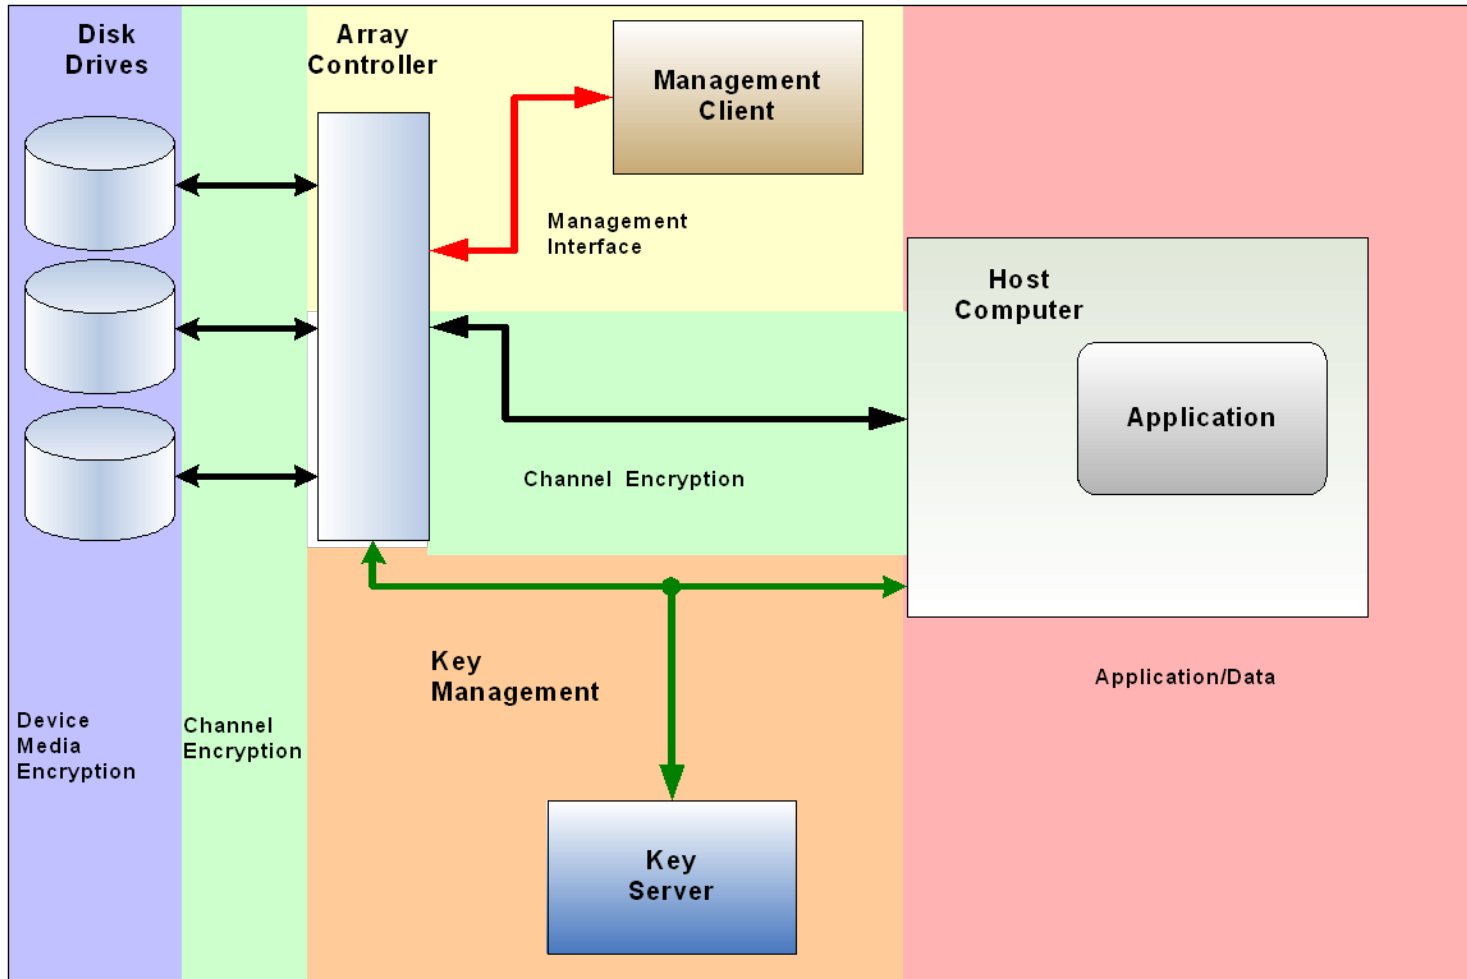 Disk
Drives
Array
Controller
Management
Client
Management
Interface
Host
Computer
Application
Channel Encryption
Key
Management
Application/Data
Device
Media
Encryption
Channel
Encryption
Key
Server